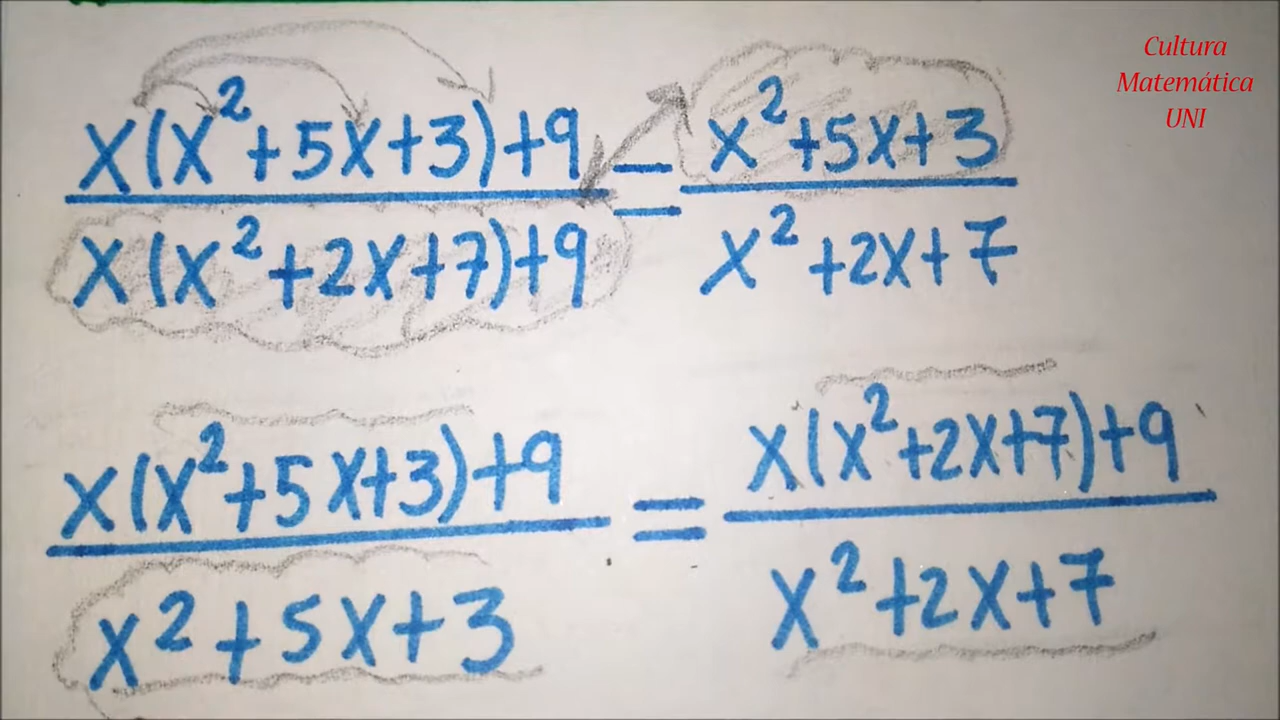 Cultura
Matemática
UNI
x(x²+5x+3)+9 = x²+5x+3
x(x²+2x+7)+9   x²+2x+7
x(x²+5x+3)+9 = x(x²+2x+7)+9
x²+5x+3   x²+2x+7